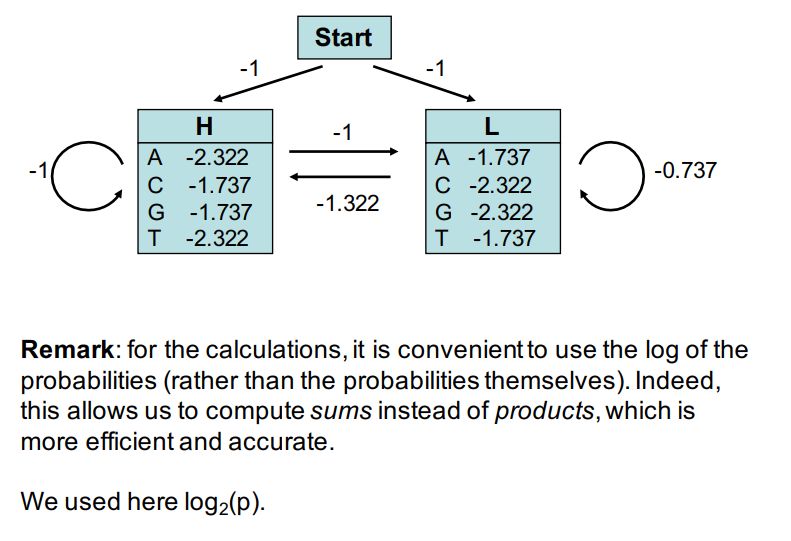 Start
-1
-1
H
A -2.322
C -1.737
G -1.737
T -2.322
-1
-1
-1.322
L
A -1.737
C -2.322
G -2.322
T -1.737
-0.737
Remark: for the calculations, it is convenient to use the log of the
probabilities (rather than the probabilities themselves). Indeed,
this allows us to compute sums instead of products, which is
more efficient and accurate.
We used here log₂(p).